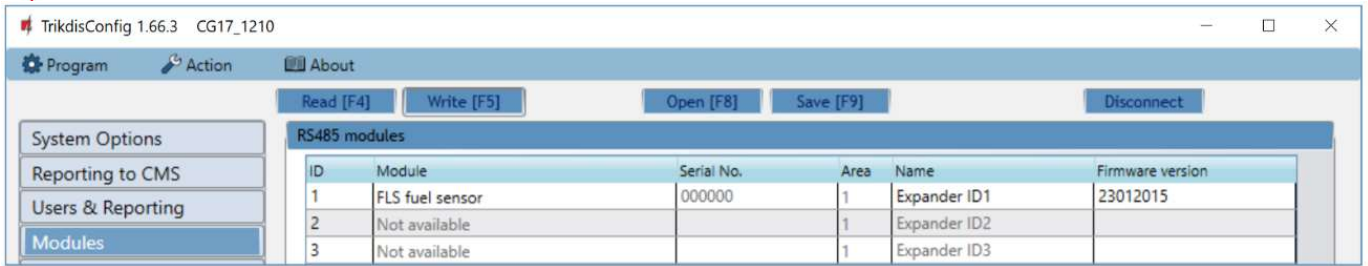 TrikdisConfig 1.66.3 CG17_1210
Program Action About
Read [F4] Write [F5] Open [F8] Save [F9] Disconnect
System Options
Reporting to CMS
Users & Reporting
Modules
RS485 modules
ID Module Serial No. Area Name Firmware version
1 FLS fuel sensor 000000 1 Expander ID1 23012015
2 Not available 1 Expander ID2
3 Not available 1 Expander ID3